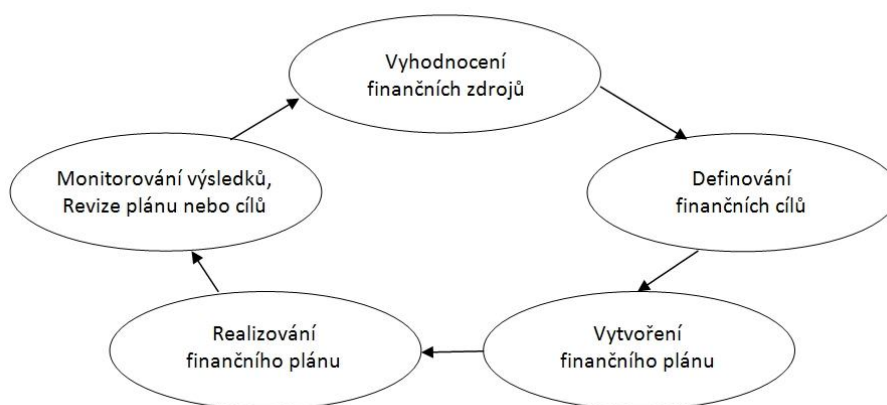 Vyhodnocení
finančních zdrojů
Definování
finančních cílů
Vytvoření
finančního plánu
Realizování
finančního plánu
Monitorování výsledků,
Revize plánu nebo cílů